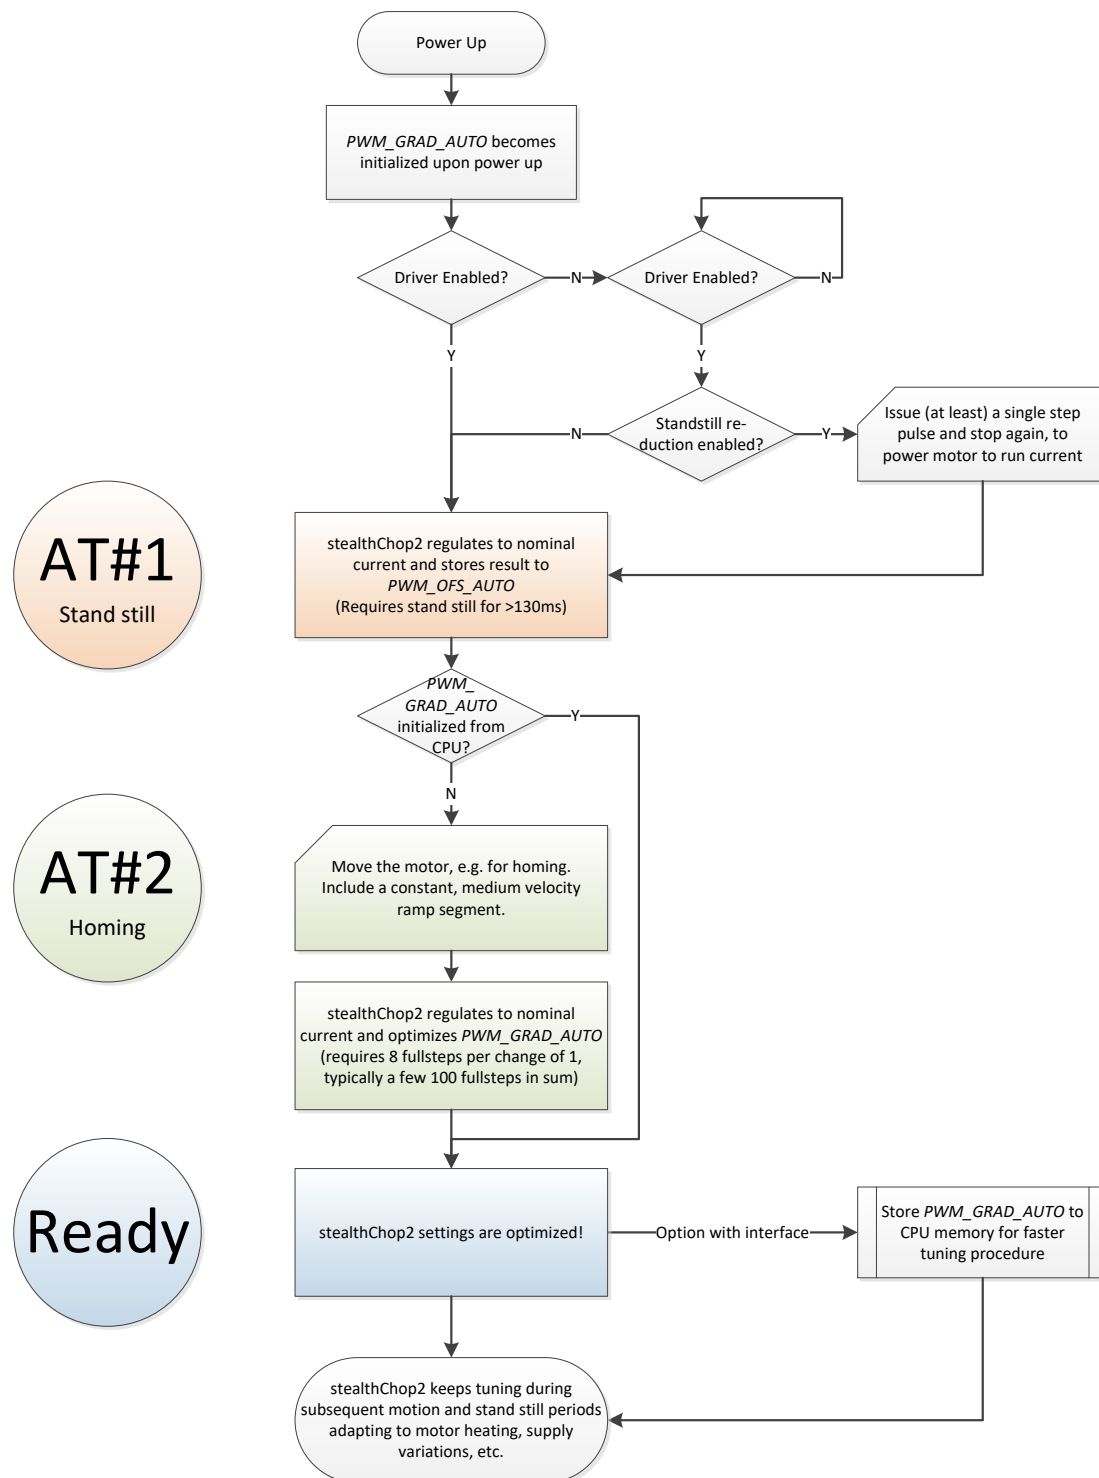 Power Up
PWM_GRAD_AUTO becomes
initialized upon power up
Driver Enabled?
N
Driver Enabled?
N
Y
Y
Standstill re-
duction enabled?
N
Y
Issue (at least) a single step
pulse and stop again, to
power motor to run current
AT#1
Stand still
stealthChop2 regulates to nominal
current and stores result to
PWM_OFS_AUTO
(Requires stand still for >130ms)
PWM_
GRAD_AUTO
initialized from
CPU?
Y
N
AT#2
Homing
Move the motor, e.g. for homing.
Include a constant, medium velocity
ramp segment.
stealthChop2 regulates to nominal
current and optimizes PWM_GRAD_AUTO
(requires 8 fullsteps per change of 1,
typically a few 100 fullsteps in sum)
Ready
stealthChop2 settings are optimized!
Option with interface
Store PWM_GRAD_AUTO to
CPU memory for faster
tuning procedure
stealthChop2 keeps tuning during
subsequent motion and stand still periods
adapting to motor heating, supply
variations, etc.